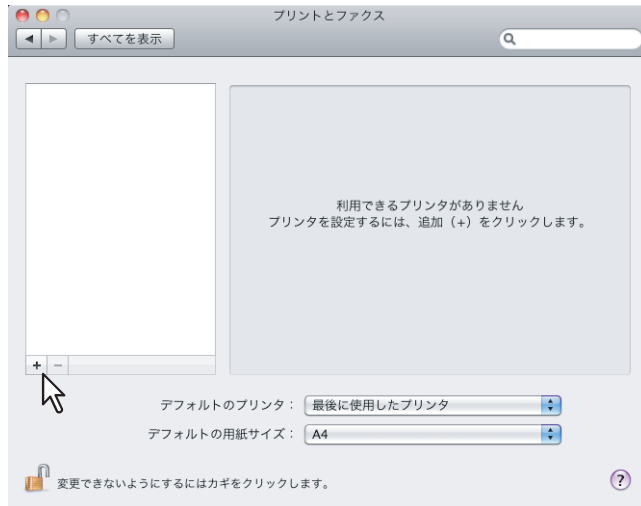 プリントとファクス
すべてを表示
利用できるプリンタがありません
プリンタを設定するには、追加（+）をクリックします。
+ −
デフォルトのプリンタ： 最後に使用したプリンタ
デフォルトの用紙サイズ： A4
変更できないようにするにはカギをクリックします。
?